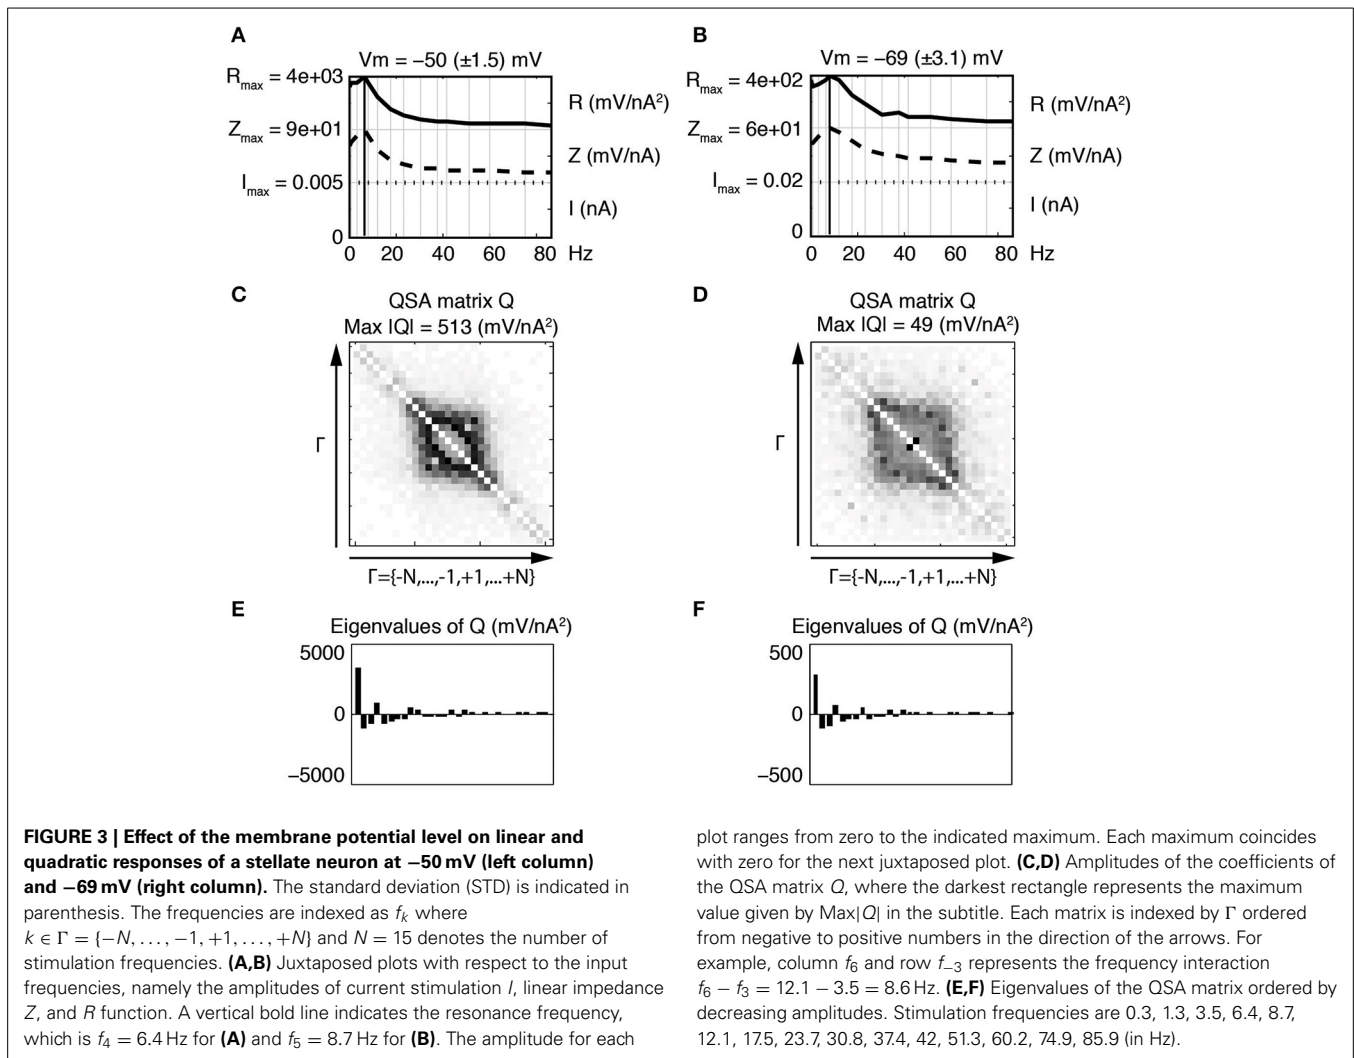 A
Vm = −50 (±1.5) mV
R_max = 4e+03
Z_max = 9e+01
I_max = 0.005
0
R (mV/nA²)
Z (mV/nA)
I (nA)
0 20 40 60 80 Hz
B
Vm = −69 (±3.1) mV
R_max = 4e+02
Z_max = 6e+01
I_max = 0.02
0
R (mV/nA²)
Z (mV/nA)
I (nA)
0 20 40 60 80 Hz
C
QSA matrix Q
Max |Q| = 513 (mV/nA²)
Γ
Γ={-N,...,-1,+1,...+N}
D
QSA matrix Q
Max |Q| = 49 (mV/nA²)
Γ
Γ={-N,...,-1,+1,...+N}
E
Eigenvalues of Q (mV/nA²)
5000
0
−5000
F
Eigenvalues of Q (mV/nA²)
500
0
−500
FIGURE 3 | Effect of the membrane potential level on linear and
quadratic responses of a stellate neuron at −50 mV (left column)
and −69 mV (right column). The standard deviation (STD) is indicated in
parenthesis. The frequencies are indexed as f_k where
k ∈ Γ = {−N, . . . , −1, +1, . . . , +N} and N = 15 denotes the number of
stimulation frequencies. (A,B) Juxtaposed plots with respect to the input
frequencies, namely the amplitudes of current stimulation I, linear impedance
Z, and R function. A vertical bold line indicates the resonance frequency,
which is f₄ = 6.4 Hz for (A) and f₅ = 8.7 Hz for (B). The amplitude for each
plot ranges from zero to the indicated maximum. Each maximum coincides
with zero for the next juxtaposed plot. (C,D) Amplitudes of the coefficients of
the QSA matrix Q, where the darkest rectangle represents the maximum
value given by Max|Q| in the subtitle. Each matrix is indexed by Γ ordered
from negative to positive numbers in the direction of the arrows. For
example, column f₆ and row f₋₃ represents the frequency interaction
f₆ − f₃ = 12.1 − 3.5 = 8.6 Hz. (E,F) Eigenvalues of the QSA matrix ordered by
decreasing amplitudes. Stimulation frequencies are 0.3, 1.3, 3.5, 6.4, 8.7,
12.1, 17.5, 23.7, 30.8, 37.4, 42, 51.3, 60.2, 74.9, 85.9 (in Hz).